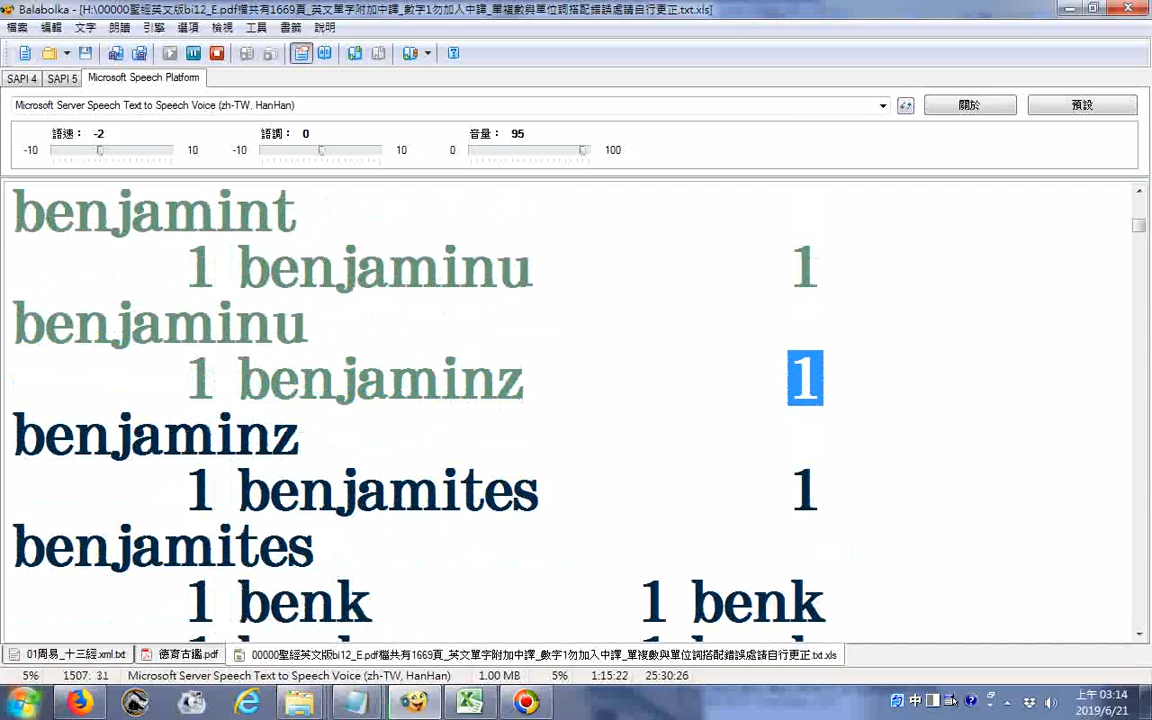 Balabolka - [H:\00000聖經英文版bi12_E.pdf檔共有1669頁_英文單字附加中譯_數字1勿加入中譯_單複數與單位詞搭配錯誤處請自行更正.txt.xls]
檔案 編輯 文字 朗讀 引擎 選項 檢視 工具 書籤 說明
SAPI 4 SAPI 5 Microsoft Speech Platform
Microsoft Server Speech Text to Speech Voice (zh-TW, HanHan) 關於 預設
語速: -2 語調: 0 音量: 95
-10 10 -10 10 0 100
benjamint
1 benjaminu 1
benjaminu
1 benjaminz 1
benjaminz
1 benjamites 1
benjamites
1 benk 1 benk
01周易_十三經.xml.txt 德育古鑑.pdf 00000聖經英文版bi12_E.pdf檔共有1669頁_英文單字附加中譯_數字1勿加入中譯_單複數與單位詞搭配錯誤處請自行更正.txt.xls
5% 1507: 31 Microsoft Server Speech Text to Speech Voice (zh-TW, HanHan) 1.00 MB 5% 1:15:22 25:30:26
中 上午 03:14
2019/6/21